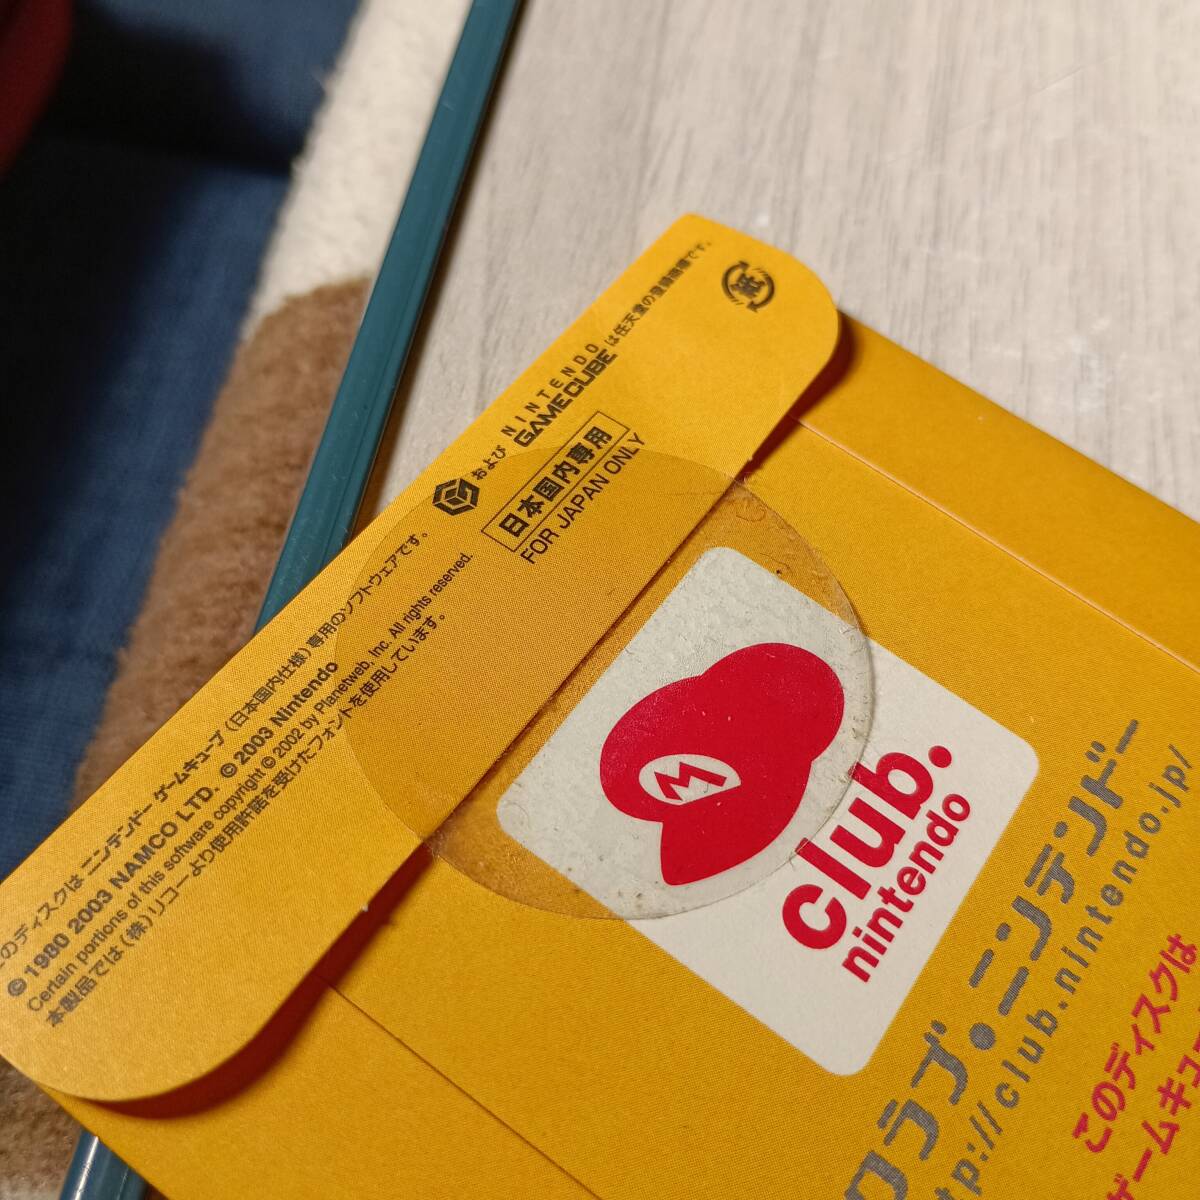 このディスクは ニンテンドー ゲームキューブ (日本国内仕様) 専用のソフトウェアです。
および NINTENDO GAMECUBE は任天堂の登録商標です。
© 1980 2003 NAMCO LTD. © 2003 Nintendo
Certain portions of this software copyright © 2002 by Planetweb, Inc. All rights reserved.
本製品では(株)リコーより使用許諾を受けたフォントを使用しています。
日本国内専用
FOR JAPAN ONLY
紙
M
club.
nintendo
クラブ・ニンテンドー
http://club.nintendo.jp/
このディスクは
ゲームキュ